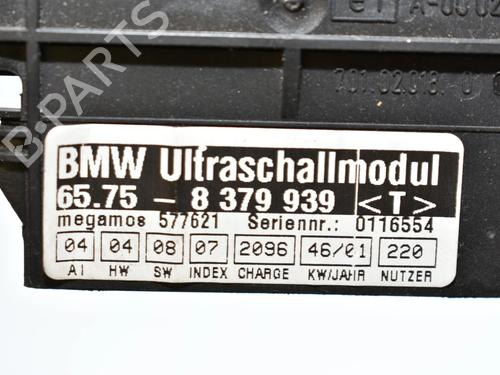 B-PARTS
BMW Ultraschallmodul
65.75 - 8 379 939 <T>
megamos 577621 Seriennr.: 0116554
04 04 08 07 2096 46/01 220
AI HW SW INDEX CHARGE KW/JAHR NUTZER